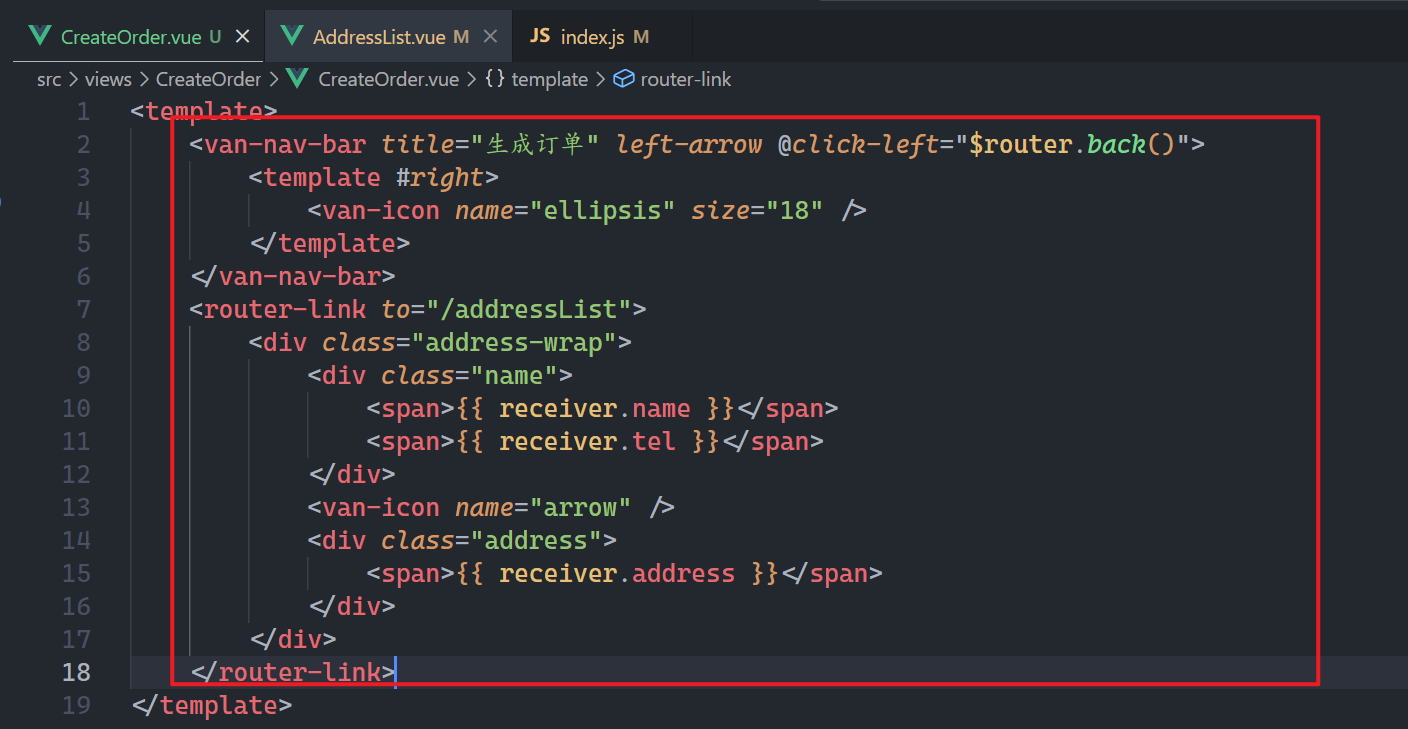 CreateOrder.vue U × AddressList.vue M × JS index.js M
src > views > CreateOrder > CreateOrder.vue > {} template > router-link
1 <template>
2 <van-nav-bar title="生成订单" left-arrow @click-left="$router.back()">
3 <template #right>
4 <van-icon name="ellipsis" size="18" />
5 </template>
6 </van-nav-bar>
7 <router-link to="/addressList">
8 <div class="address-wrap">
9 <div class="name">
10 <span>{{ receiver.name }}</span>
11 <span>{{ receiver.tel }}</span>
12 </div>
13 <van-icon name="arrow" />
14 <div class="address">
15 <span>{{ receiver.address }}</span>
16 </div>
17 </div>
18 </router-link>
19 </template>